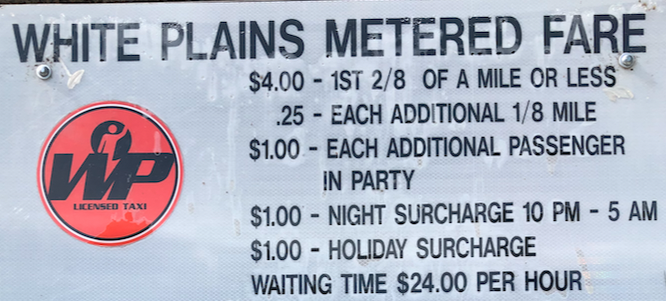 WHITE PLAINS METERED FARE
$4.00 - 1ST 2/8 OF A MILE OR LESS
.25 - EACH ADDITIONAL 1/8 MILE
$1.00 - EACH ADDITIONAL PASSENGER
IN PARTY
$1.00 - NIGHT SURCHARGE 10 PM - 5 AM
$1.00 - HOLIDAY SURCHARGE
WAITING TIME $24.00 PER HOUR
WP
LICENSED TAXI